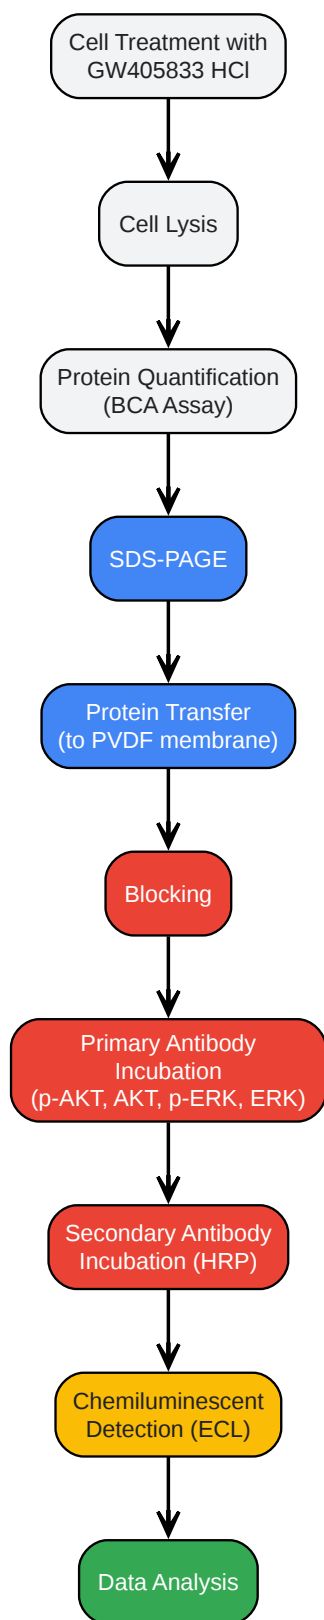 Cell Treatment with
GW405833 HCl
Cell Lysis
Protein Quantification
(BCA Assay)
SDS-PAGE
Protein Transfer
(to PVDF membrane)
Blocking
Primary Antibody
Incubation
(p-AKT, AKT, p-ERK, ERK)
Secondary Antibody
Incubation (HRP)
Chemiluminescent
Detection (ECL)
Data Analysis